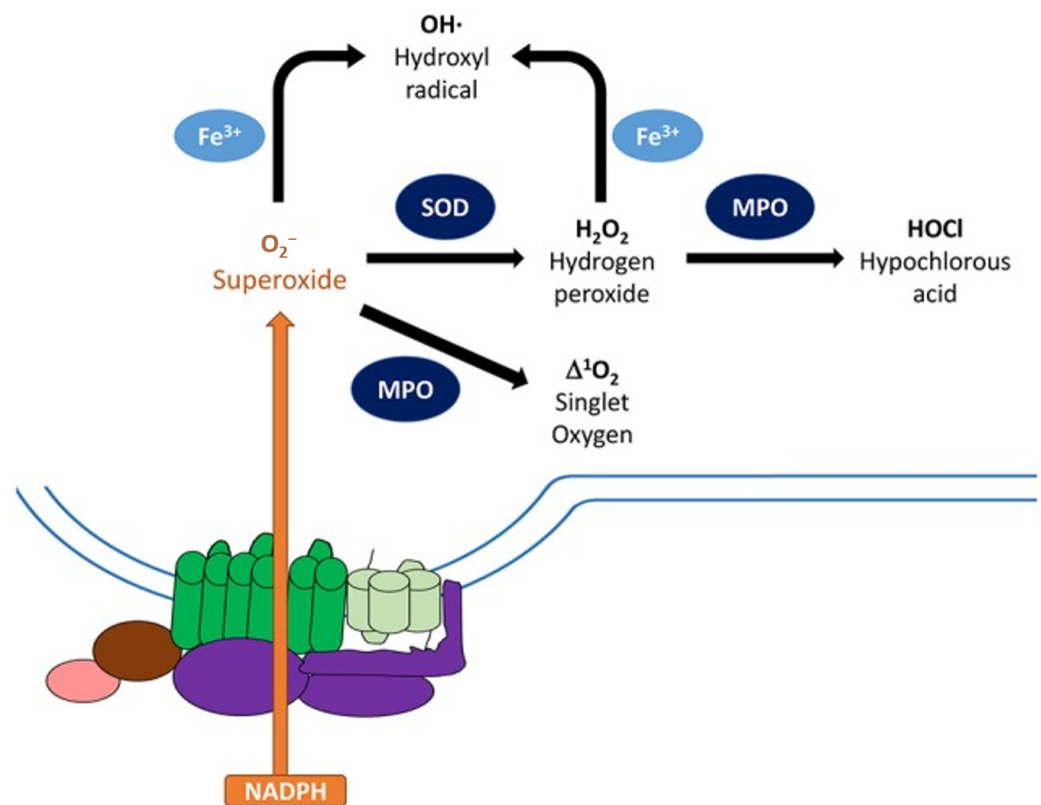 OH·
Hydroxyl
radical
Fe³⁺
Fe³⁺
SOD
MPO
O₂⁻
Superoxide
H₂O₂
Hydrogen
peroxide
HOCl
Hypochlorous
acid
MPO
Δ¹O₂
Singlet
Oxygen
NADPH